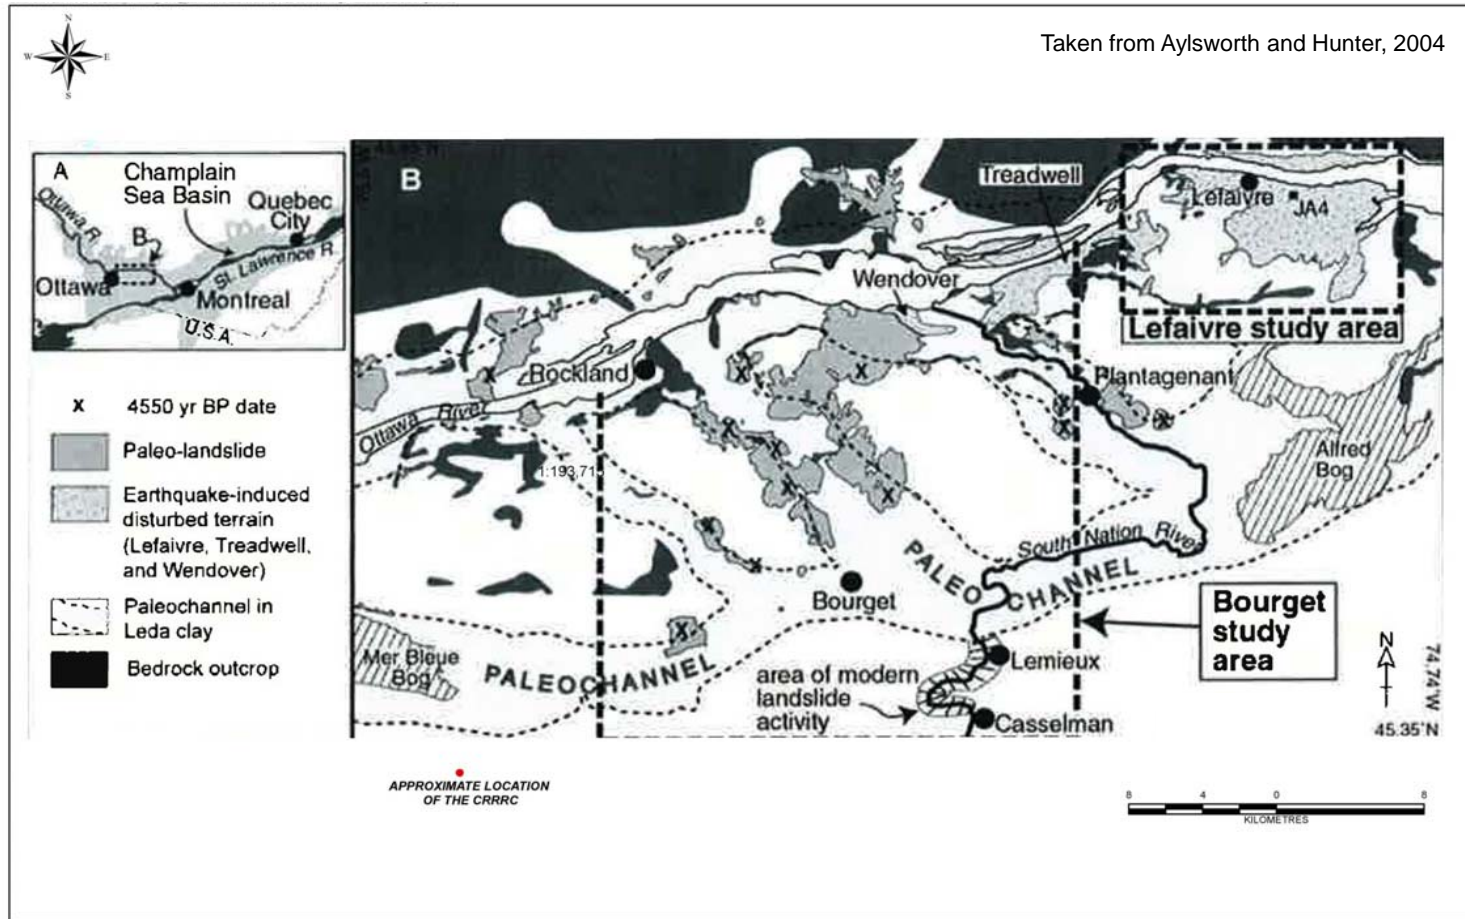 N
W
E
S
Taken from Aylsworth and Hunter, 2004
A
Champlain
Sea Basin
Quebec
City
Ottawa R.
B
St. Lawrence R.
Ottawa
Montreal
U.S.A.
X 4550 yr BP date
Paleo-landslide
Earthquake-induced
disturbed terrain
(Lefaivre, Treadwell,
and Wendover)
Paleochannel in
Leda clay
Bedrock outcrop
B
Treadwell
Lefaivre
JA4
Wendover
Lefaivre study area
Rockland
Plantagenant
Ottawa River
1:193,715
Alfred
Bog
South Nation River
PALEOCHANNEL
Bourget
Bourget
study
area
Mer Bleue
Bog
PALEOCHANNEL
Lemieux
area of modern
landslide
activity
Casselman
N
74.74°W
45.35°N
APPROXIMATE LOCATION
OF THE CRRRC
8 4 0 8
KILOMETRES